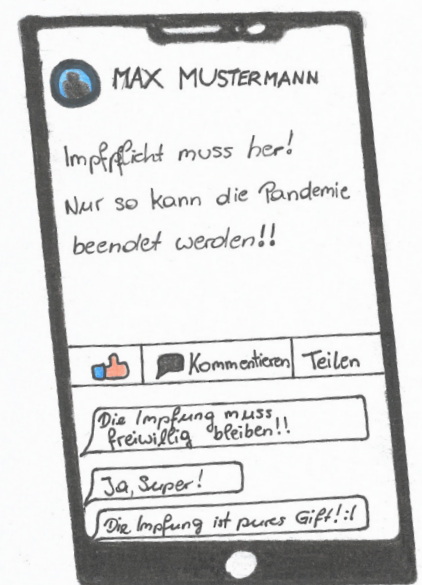 MAX MUSTERMANN
Impfpflicht muss her!
Nur so kann die Pandemie
beendet werden!!
Kommentieren
Teilen
Die Impfung muss
freiwillig bleiben!!
Ja, Super!
Die Impfung ist pures Gift!:(